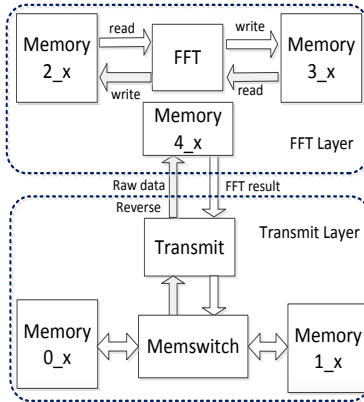 read
write
Memory
2_x
FFT
Memory
3_x
write
read
Memory
4_x
FFT Layer
Raw data
FFT result
Reverse
Transmit
Transmit Layer
Memory
0_x
Memswitch
Memory
1_x